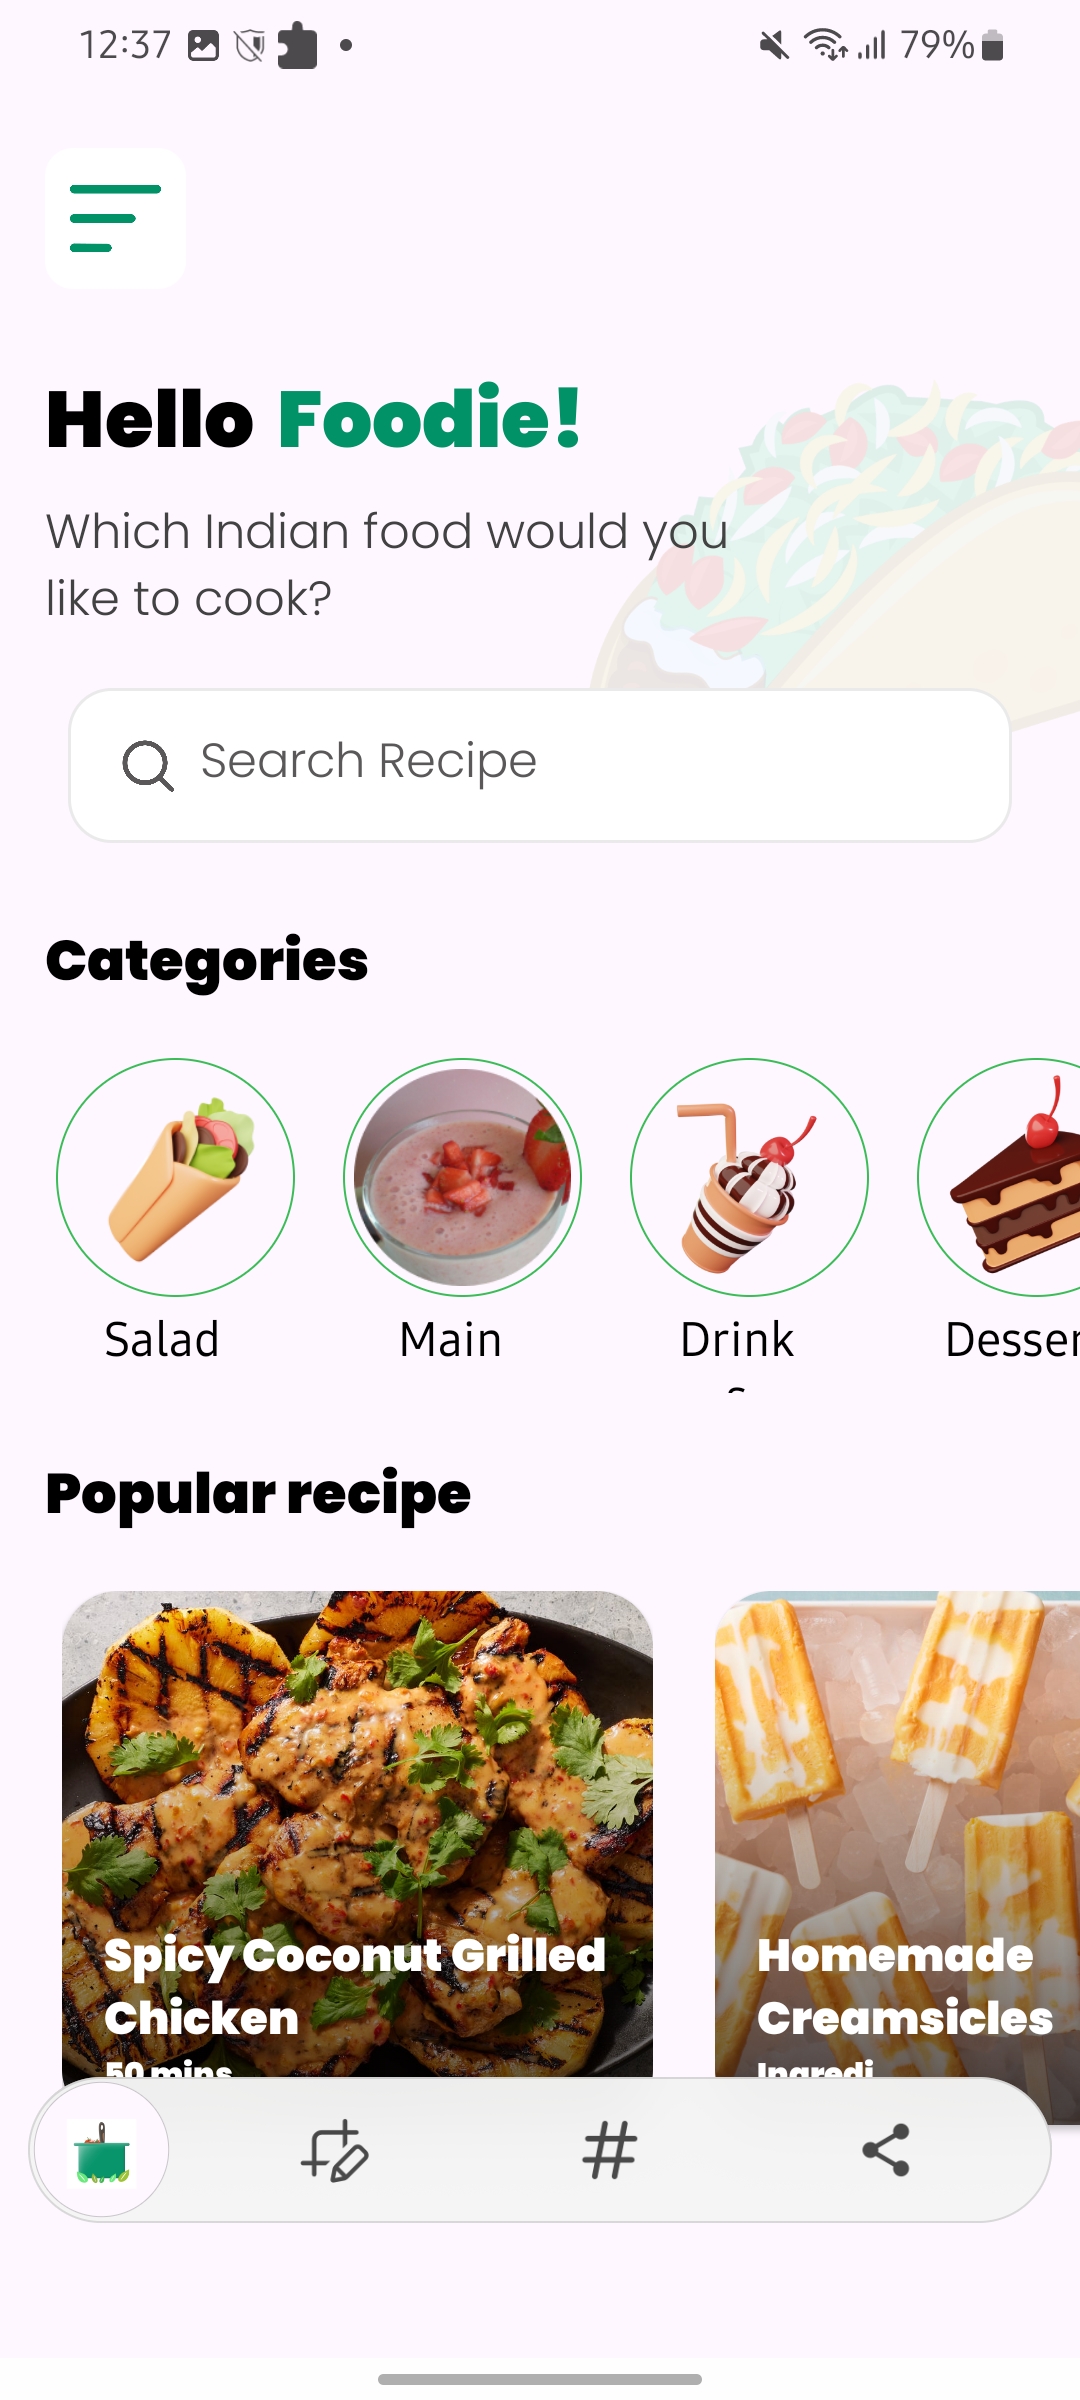 12:37
79%
Hello Foodie!
Which Indian food would you
like to cook?
Search Recipe
Categories
Salad
Main
Drink
s
Desser
Popular recipe
Spicy Coconut Grilled
Chicken
50 mins
Homemade
Creamsicles
Ingredi